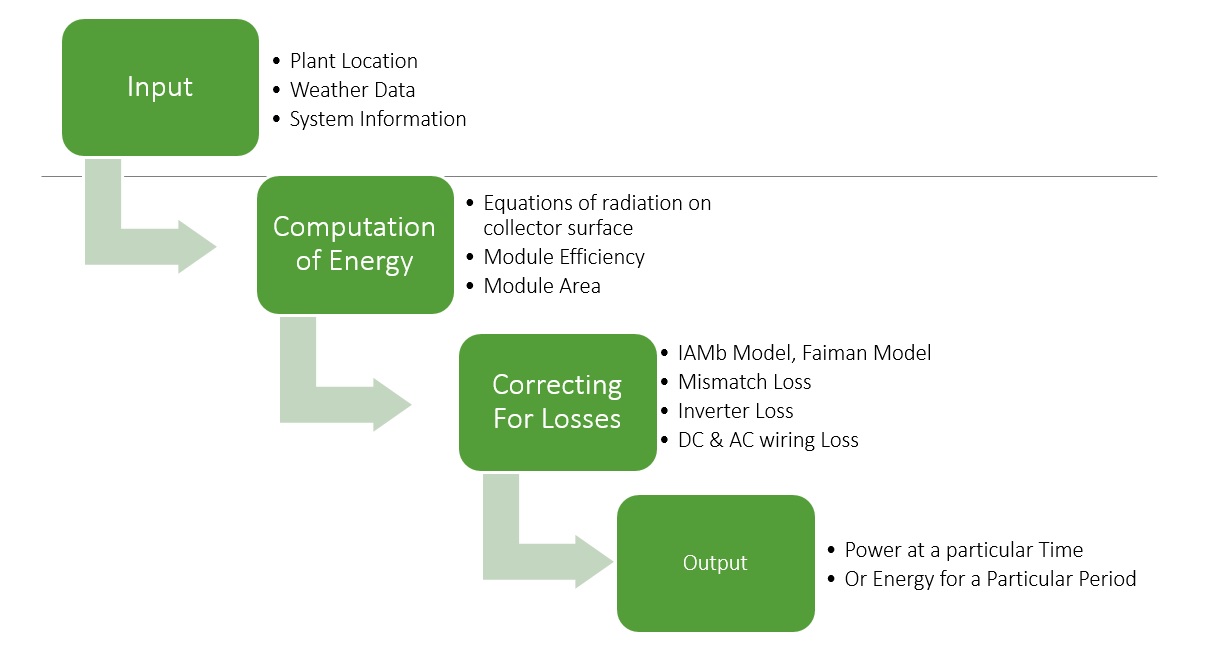 Input
• Plant Location
• Weather Data
• System Information
Computation
of Energy
• Equations of radiation on
collector surface
• Module Efficiency
• Module Area
Correcting
For Losses
• IAMb Model, Faiman Model
• Mismatch Loss
• Inverter Loss
• DC & AC wiring Loss
Output
• Power at a particular Time
• Or Energy for a Particular Period